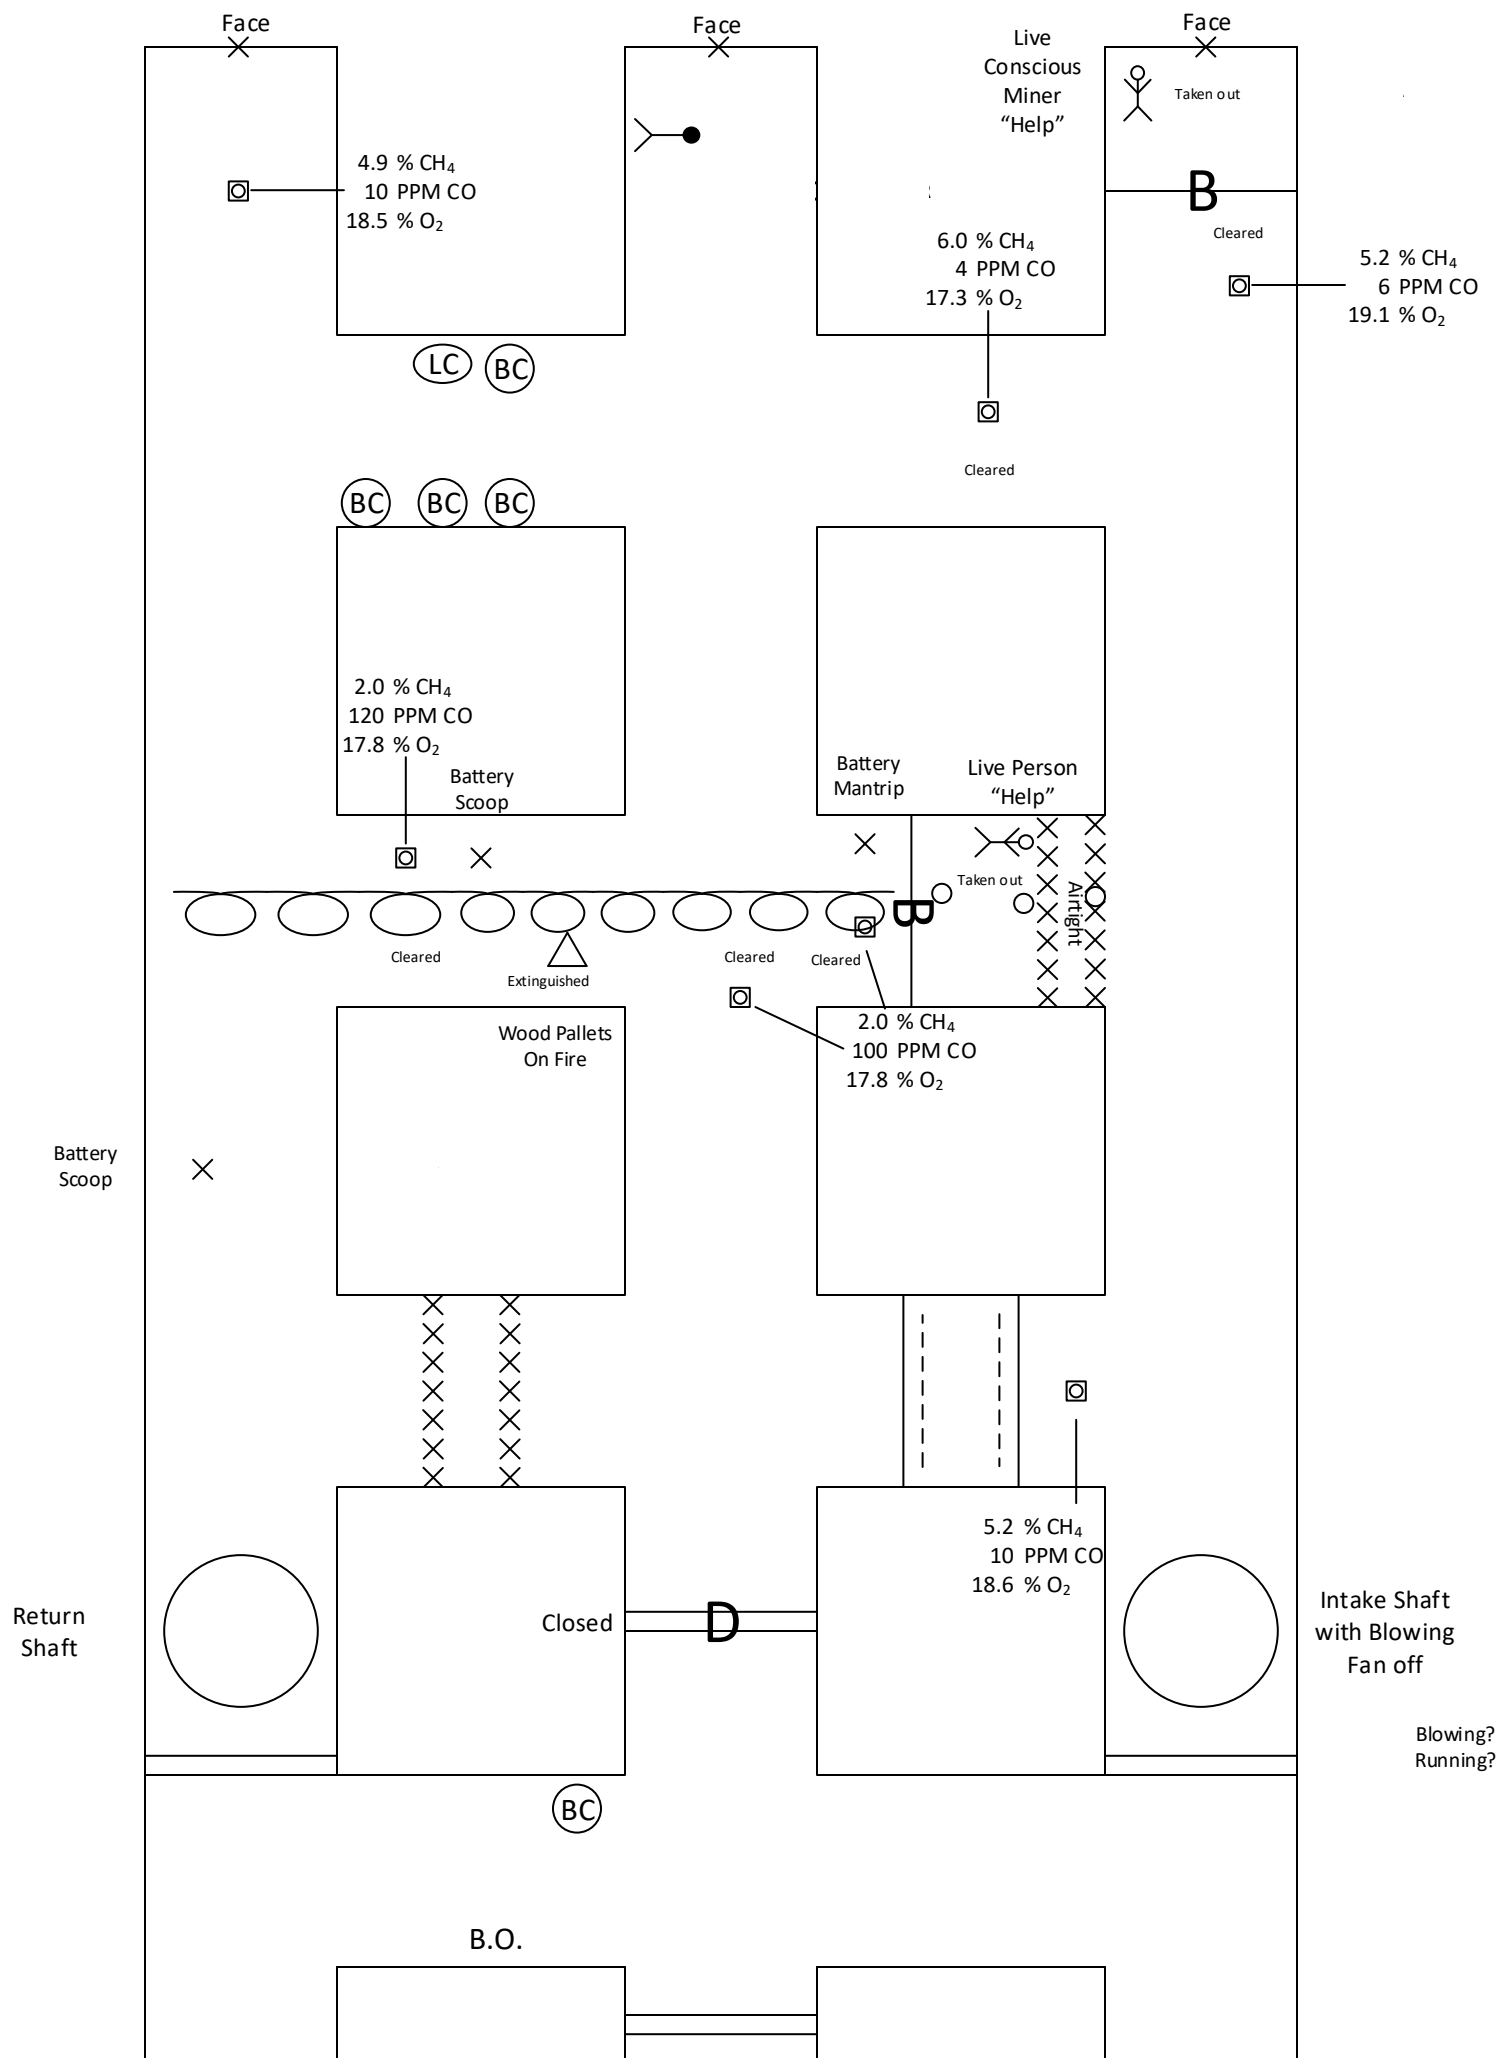 Face
Face
Face
Live
Conscious
Miner
“Help”
Taken out
4.9 % CH₄
10 PPM CO
18.5 % O₂
B
Cleared
6.0 % CH₄
4 PPM CO
17.3 % O₂
5.2 % CH₄
6 PPM CO
19.1 % O₂
LC
BC
Cleared
BC
BC
BC
2.0 % CH₄
120 PPM CO
17.8 % O₂
Battery
Scoop
Battery
Mantrip
Live Person
“Help”
Taken out
Airtight
B
Cleared
Extinguished
Cleared
Cleared
Wood Pallets
On Fire
2.0 % CH₄
100 PPM CO
17.8 % O₂
Battery
Scoop
5.2 % CH₄
10 PPM CO
18.6 % O₂
Return
Shaft
Closed
D
Intake Shaft
with Blowing
Fan off
Blowing?
Running?
BC
B.O.